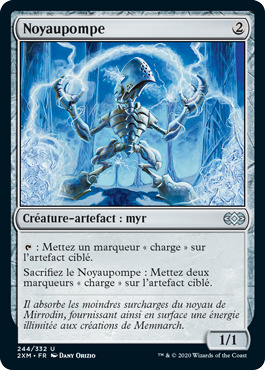 Noyaupompe 2
Créature-artefact : myr
: Mettez un marqueur « charge » sur
l'artefact ciblé.
Sacrifiez le Noyaupompe : Mettez deux
marqueurs « charge » sur l'artefact ciblé.
Il absorbe les moindres surcharges du noyau de
Mirrodin, fournissant ainsi en surface une énergie
illimitée aux créations de Memnarch.
1/1
244/332 U
2XM • FR Dany Orizio
™ & © 2020 Wizards of the Coast